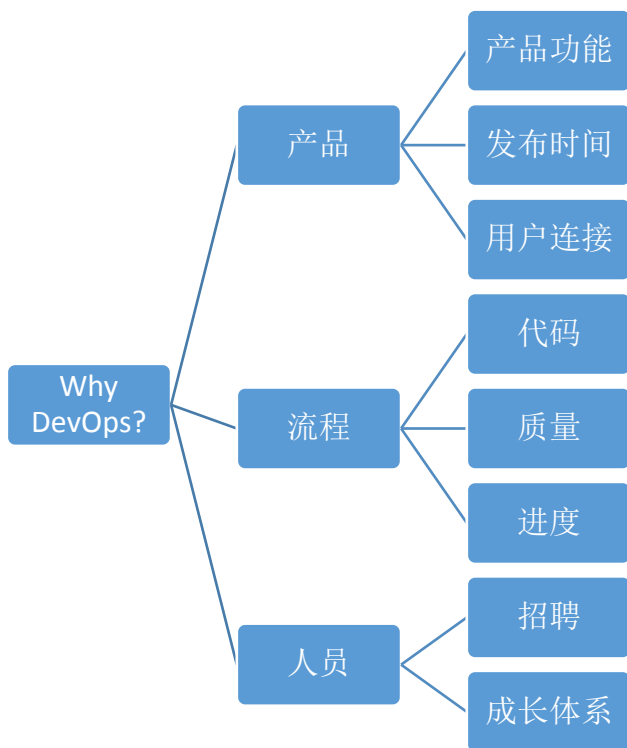 Why
DevOps?
产品
产品功能
发布时间
用户连接
流程
代码
质量
进度
人员
招聘
成长体系